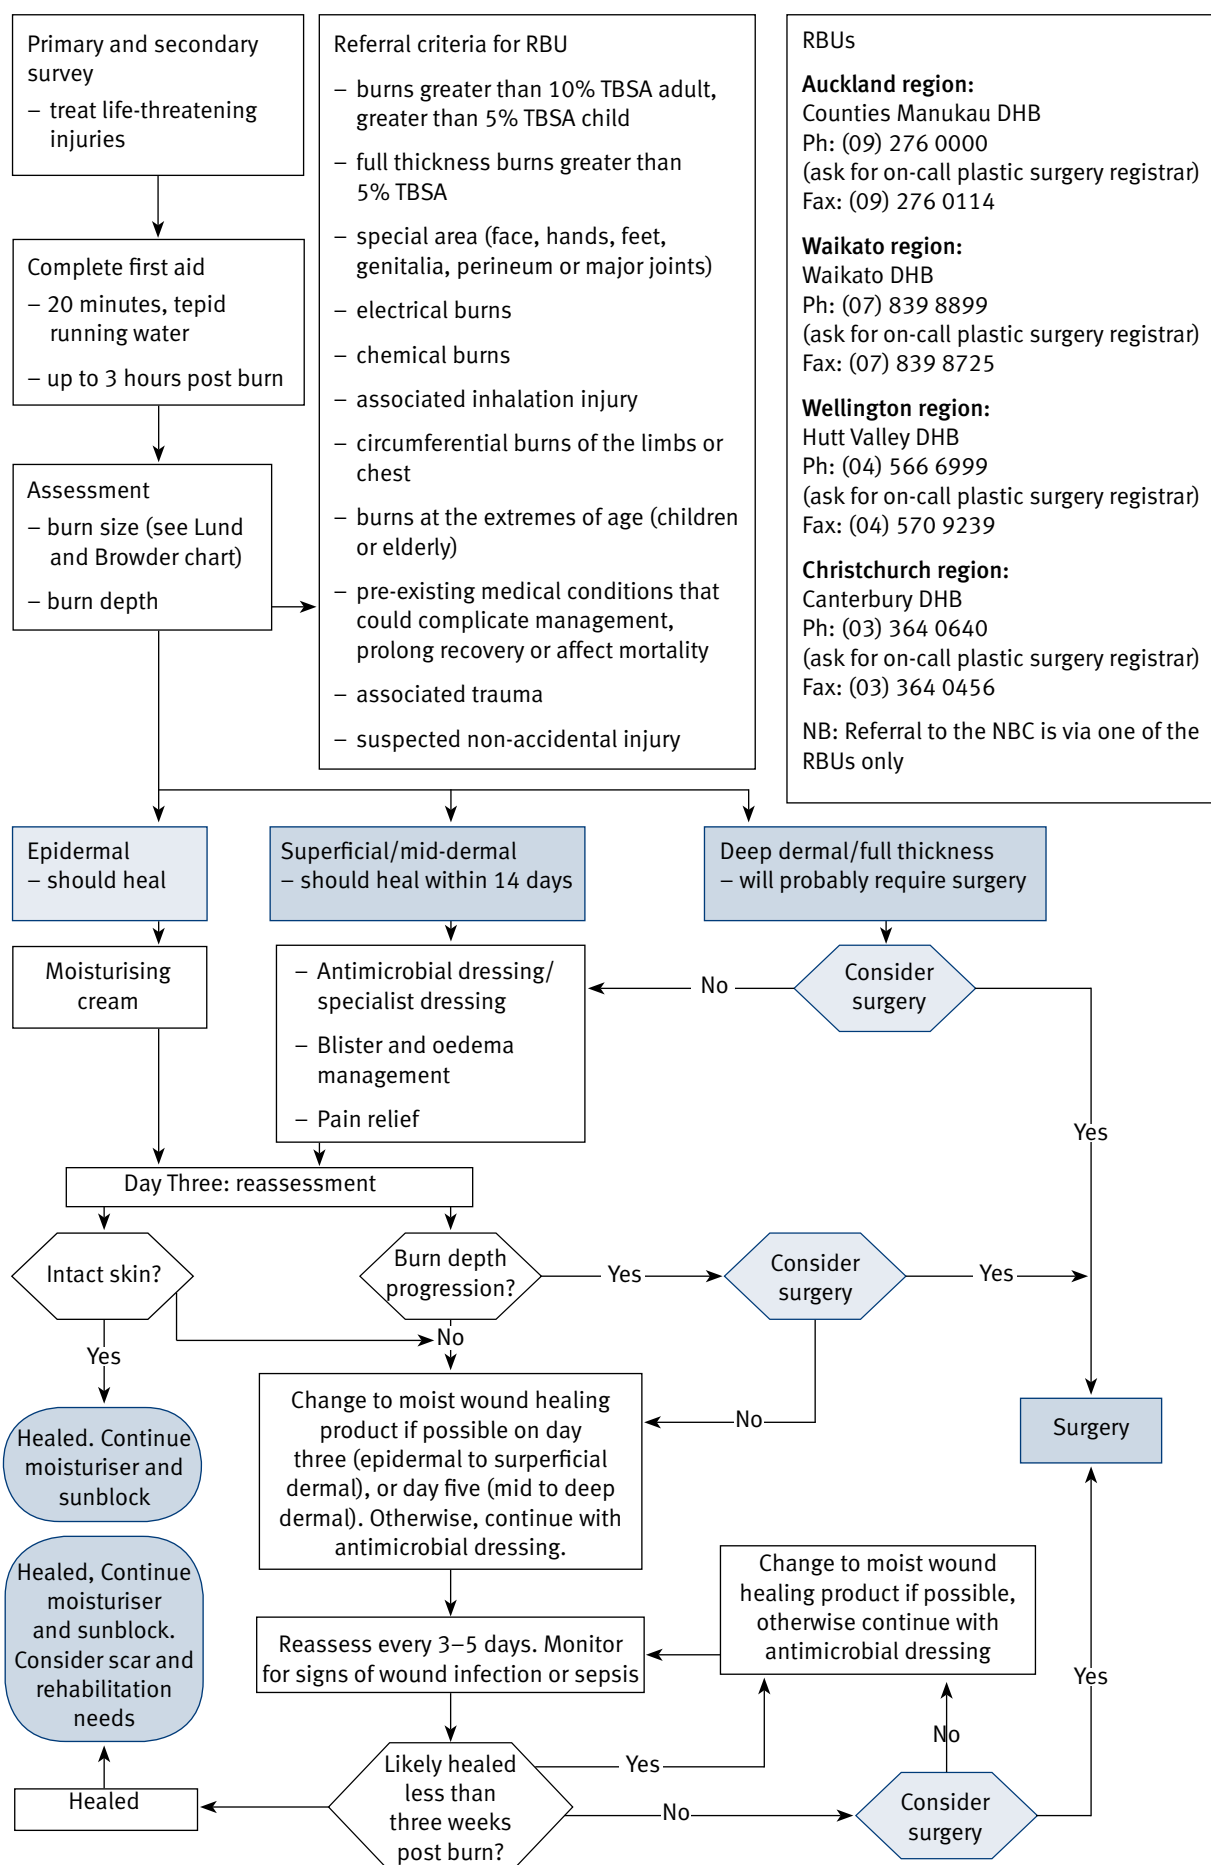 Primary and secondary
survey
– treat life-threatening
injuries
Complete first aid
– 20 minutes, tepid
running water
– up to 3 hours post burn
Assessment
– burn size (see Lund
and Browder chart)
– burn depth
Referral criteria for RBU
– burns greater than 10% TBSA adult,
greater than 5% TBSA child
– full thickness burns greater than
5% TBSA
– special area (face, hands, feet,
genitalia, perineum or major joints)
– electrical burns
– chemical burns
– associated inhalation injury
– circumferential burns of the limbs or
chest
– burns at the extremes of age (children
or elderly)
– pre-existing medical conditions that
could complicate management,
prolong recovery or affect mortality
– associated trauma
– suspected non-accidental injury
RBUs
Auckland region:
Counties Manukau DHB
Ph: (09) 276 0000
(ask for on-call plastic surgery registrar)
Fax: (09) 276 0114
Waikato region:
Waikato DHB
Ph: (07) 839 8899
(ask for on-call plastic surgery registrar)
Fax: (07) 839 8725
Wellington region:
Hutt Valley DHB
Ph: (04) 566 6999
(ask for on-call plastic surgery registrar)
Fax: (04) 570 9239
Christchurch region:
Canterbury DHB
Ph: (03) 364 0640
(ask for on-call plastic surgery registrar)
Fax: (03) 364 0456
NB: Referral to the NBC is via one of the
RBUs only
Epidermal
– should heal
Superficial/mid-dermal
– should heal within 14 days
Deep dermal/full thickness
– will probably require surgery
Moisturising
cream
– Antimicrobial dressing/
specialist dressing
– Blister and oedema
management
– Pain relief
No
Consider
surgery
Yes
Day Three: reassessment
Intact skin?
Burn depth
progression?
Yes
Consider
surgery
Yes
No
Yes
Change to moist wound healing
product if possible on day
three (epidermal to surperficial
dermal), or day five (mid to deep
dermal). Otherwise, continue with
antimicrobial dressing.
No
Surgery
Healed. Continue
moisturiser and
sunblock
Healed, Continue
moisturiser
and sunblock.
Consider scar and
rehabilitation
needs
Change to moist wound
healing product if possible,
otherwise continue with
antimicrobial dressing
Reassess every 3–5 days. Monitor
for signs of wound infection or sepsis
Yes
No
Likely healed
less than
three weeks
post burn?
Yes
No
Healed
Consider
surgery